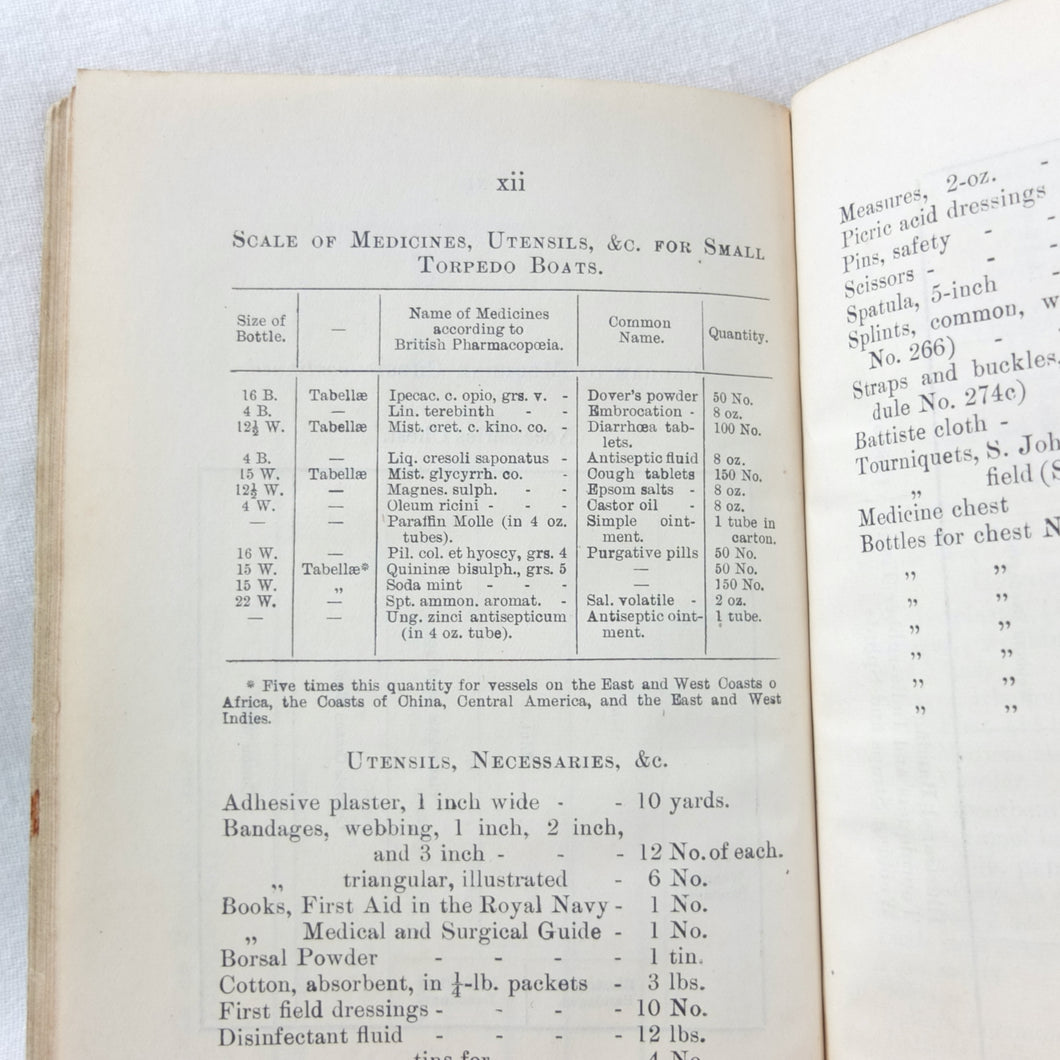 xii
SCALE OF MEDICINES, UTENSILS, &C. FOR SMALL
TORPEDO BOATS.
Size of Bottle. — Name of Medicines according to British Pharmacopœia. Common Name. Quantity.
16 B. Tabellæ Ipecac. c. opio, grs. v. - Dover's powder 50 No.
4 B. — Lin. terebinth - - Embrocation - 8 oz.
12½ W. Tabellæ Mist. cret. c. kino. co. - Diarrhœa tab- 100 No.
lets.
4 B. — Liq. cresoli saponatus - Antiseptic fluid 8 oz.
15 W. Tabellæ Mist. glycyrrh. co. - Cough tablets 150 No.
12½ W. — Magnes. sulph. - - Epsom salts - 8 oz.
4 W. — Oleum ricini - - - Castor oil - 8 oz.
— — Paraffin Molle (in 4 oz. Simple oint- 1 tube in
tubes). ment. carton.
16 W. — Pil. col. et hyoscy, grs. 4 Purgative pills 50 No.
15 W. Tabellæ* Quininæ bisulph., grs. 5 — 50 No.
15 W. „ Soda mint - - - — 150 No.
22 W. — Spt. ammon. aromat. - Sal. volatile - 2 oz.
— — Ung. zinci antisepticum Antiseptic oint- 1 tube.
(in 4 oz. tube). ment.
* Five times this quantity for vessels on the East and West Coasts o
Africa, the Coasts of China, Central America, and the East and West
Indies.
UTENSILS, NECESSARIES, &C.
Adhesive plaster, 1 inch wide - - 10 yards.
Bandages, webbing, 1 inch, 2 inch,
and 3 inch - - - 12 No. of each.
„ triangular, illustrated - 6 No.
Books, First Aid in the Royal Navy - 1 No.
„ Medical and Surgical Guide - 1 No.
Borsal Powder - - - - 1 tin.
Cotton, absorbent, in ¼-lb. packets - 3 lbs.
First field dressings - - - - 10 No.
Disinfectant fluid - - - - 12 lbs.
tins for 4 No
Measures, 2-oz. -
Picric acid dressings
Pins, safety - -
Scissors - - -
Spatula, 5-inch -
Splints, common, w
No. 266) -
Straps and buckles,
dule No. 274c)
Battiste cloth -
Tourniquets, S. Joh
„ field (S
Medicine chest
Bottles for chest N
„ „
„ „
„ „
„ „
„ „
„ „